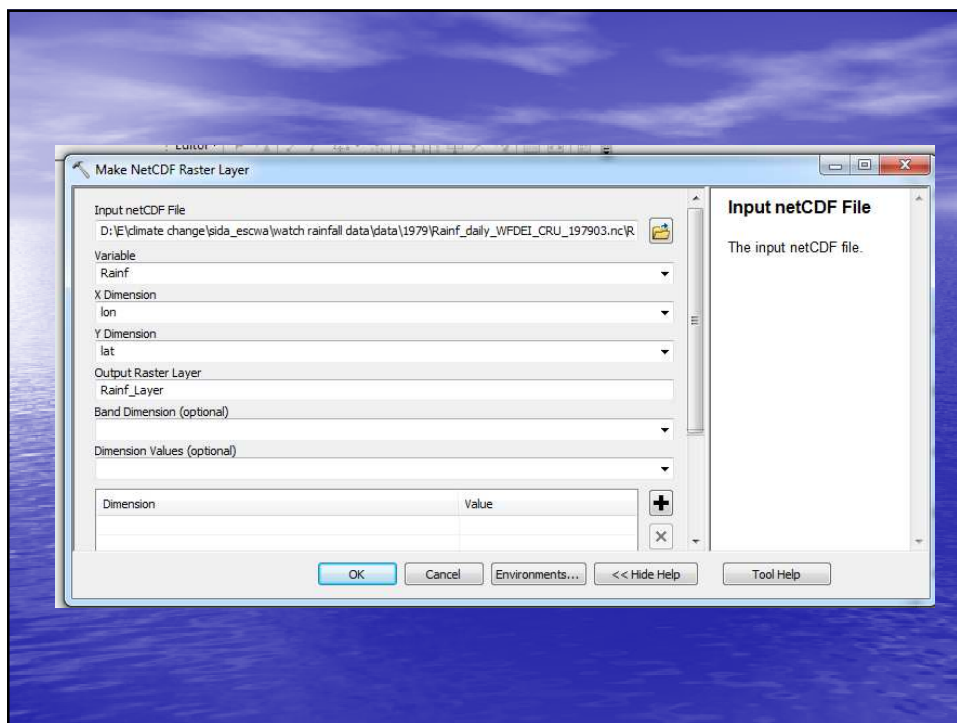 Editor
Make NetCDF Raster Layer
Input netCDF File
D:\E\climate change\sida_escwa\watch rainfall data\data\1979\Rainf_daily_WFDEI_CRU_197903.nc\R
Variable
Rainf
X Dimension
lon
Y Dimension
lat
Output Raster Layer
Rainf_Layer
Band Dimension (optional)
Dimension Values (optional)
Dimension Value
OK Cancel Environments... << Hide Help Tool Help
Input netCDF File
The input netCDF file.